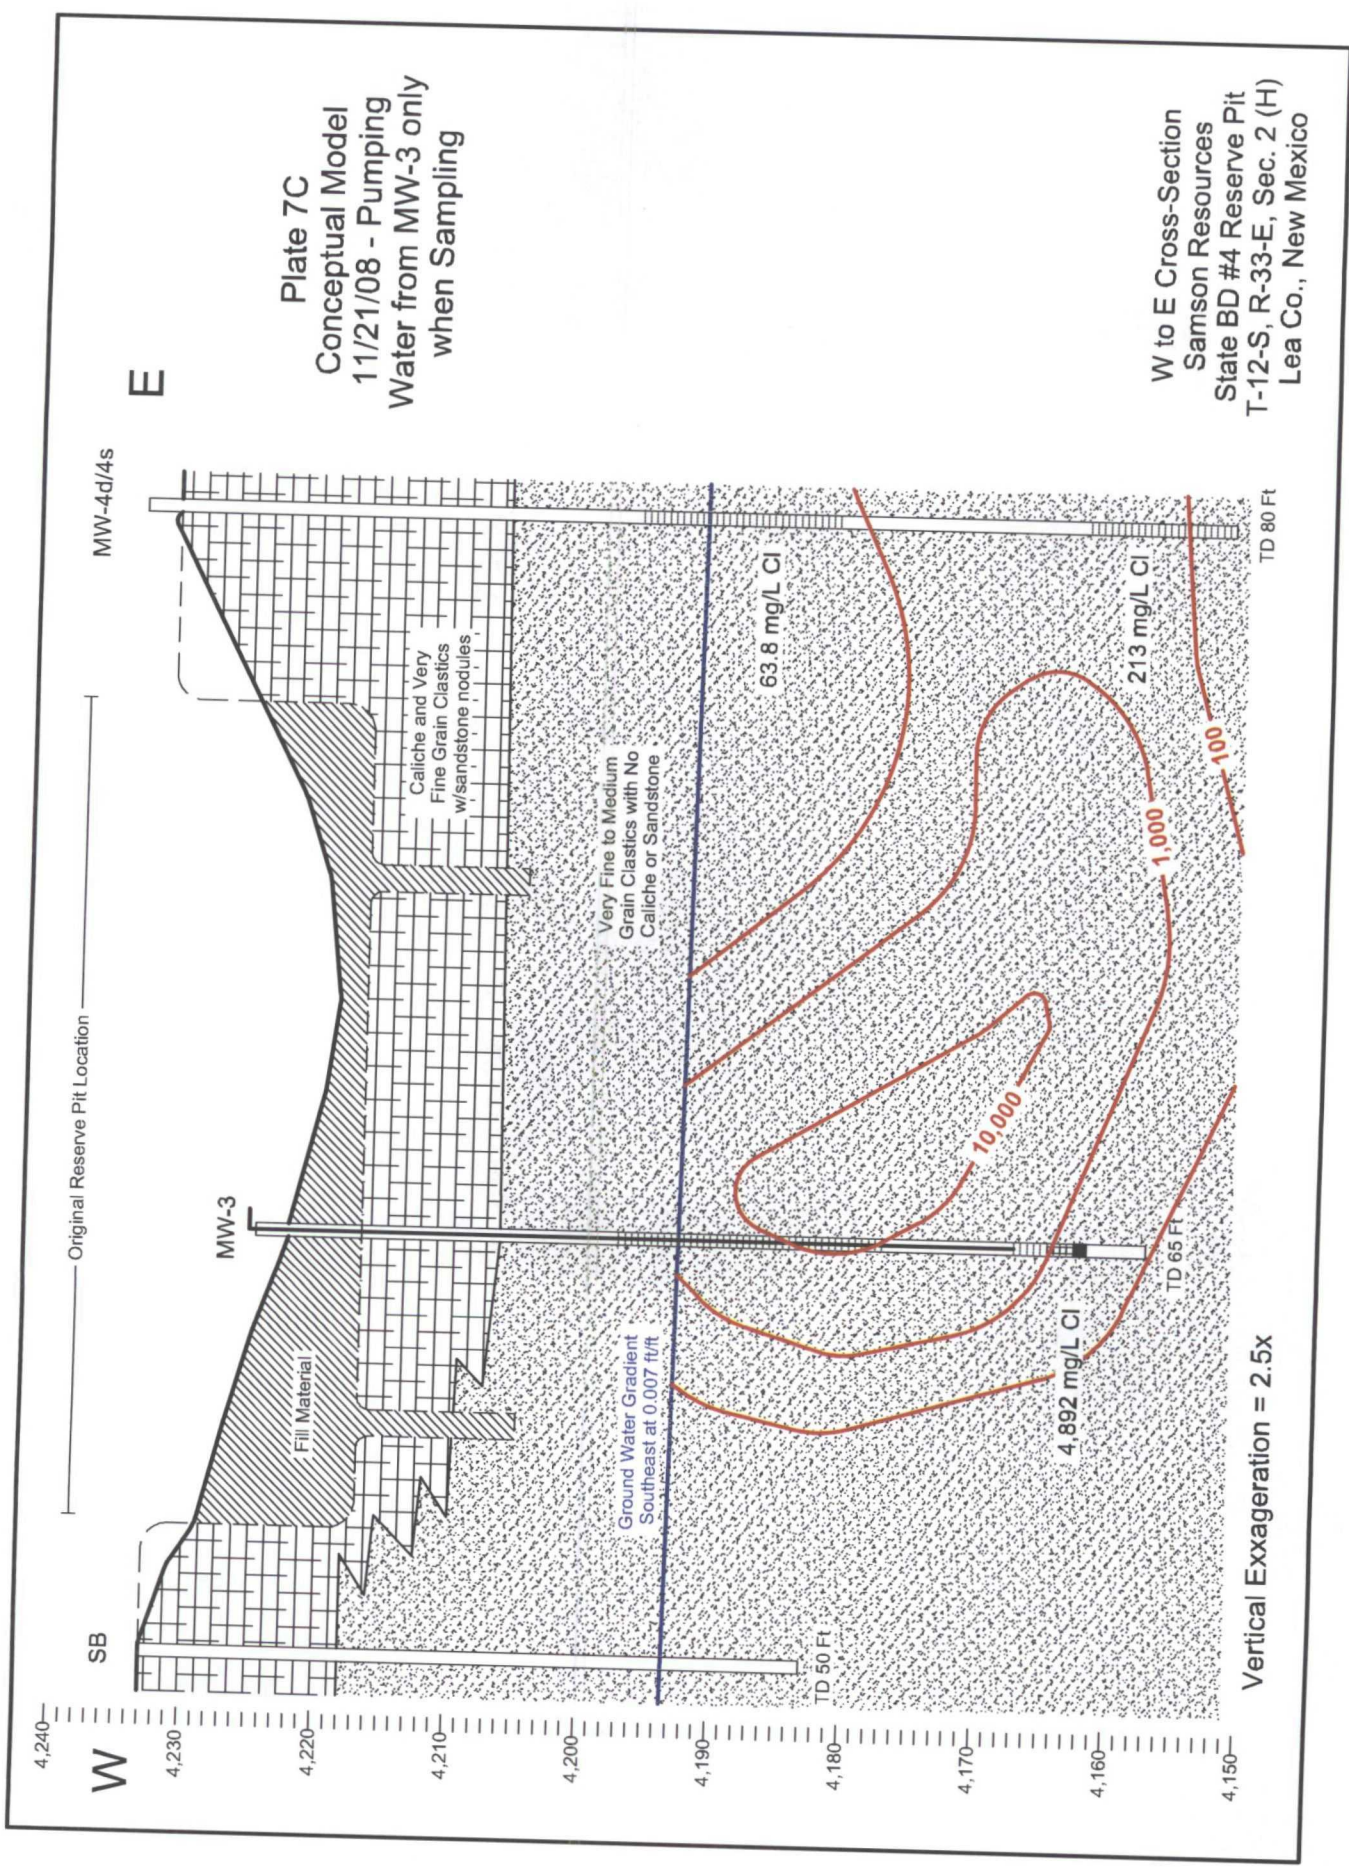 Plate 7C
Conceptual Model
11/21/08 - Pumping
Water from MW-3 only
when Sampling
W
E
SB
MW-3
MW-4d/4s
Original Reserve Pit Location
4,240
4,230
4,220
4,210
4,200
4,190
4,180
4,170
4,160
4,150
Fill Material
Caliche and Very
Fine Grain Clastics
w/sandstone nodules
Very Fine to Medium
Grain Clastics with No
Caliche or Sandstone
Ground Water Gradient
Southeast at 0.007 ft/ft
63.8 mg/L Cl
213 mg/L Cl
4,892 mg/L Cl
10,000
1,000
100
TD 50 Ft
TD 65 Ft
TD 80 Ft
Vertical Exxageration = 2.5x
W to E Cross-Section
Samson Resources
State BD #4 Reserve Pit
T-12-S, R-33-E, Sec. 2 (H)
Lea Co., New Mexico